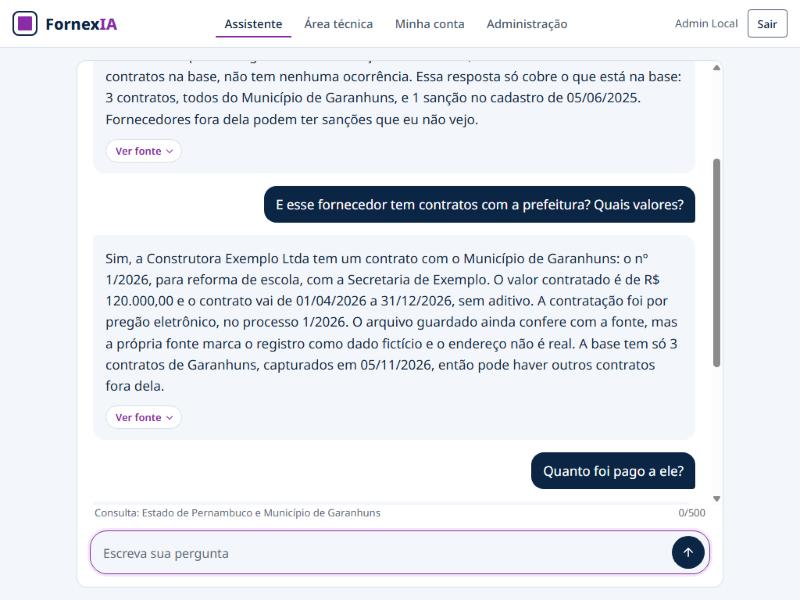 FornexIA
Assistente
Área técnica
Minha conta
Administração
Admin Local
Sair
contratos na base, não tem nenhuma ocorrência. Essa resposta só cobre o que está na base:
3 contratos, todos do Município de Garanhuns, e 1 sanção no cadastro de 05/06/2025.
Fornecedores fora dela podem ter sanções que eu não vejo.
Ver fonte
E esse fornecedor tem contratos com a prefeitura? Quais valores?
Sim, a Construtora Exemplo Ltda tem um contrato com o Município de Garanhuns: o nº
1/2026, para reforma de escola, com a Secretaria de Exemplo. O valor contratado é de R$
120.000,00 e o contrato vai de 01/04/2026 a 31/12/2026, sem aditivo. A contratação foi por
pregão eletrônico, no processo 1/2026. O arquivo guardado ainda confere com a fonte, mas
a própria fonte marca o registro como dado fictício e o endereço não é real. A base tem só 3
contratos de Garanhuns, capturados em 05/11/2026, então pode haver outros contratos
fora dela.
Ver fonte
Quanto foi pago a ele?
Consulta: Estado de Pernambuco e Município de Garanhuns
0/500
Escreva sua pergunta